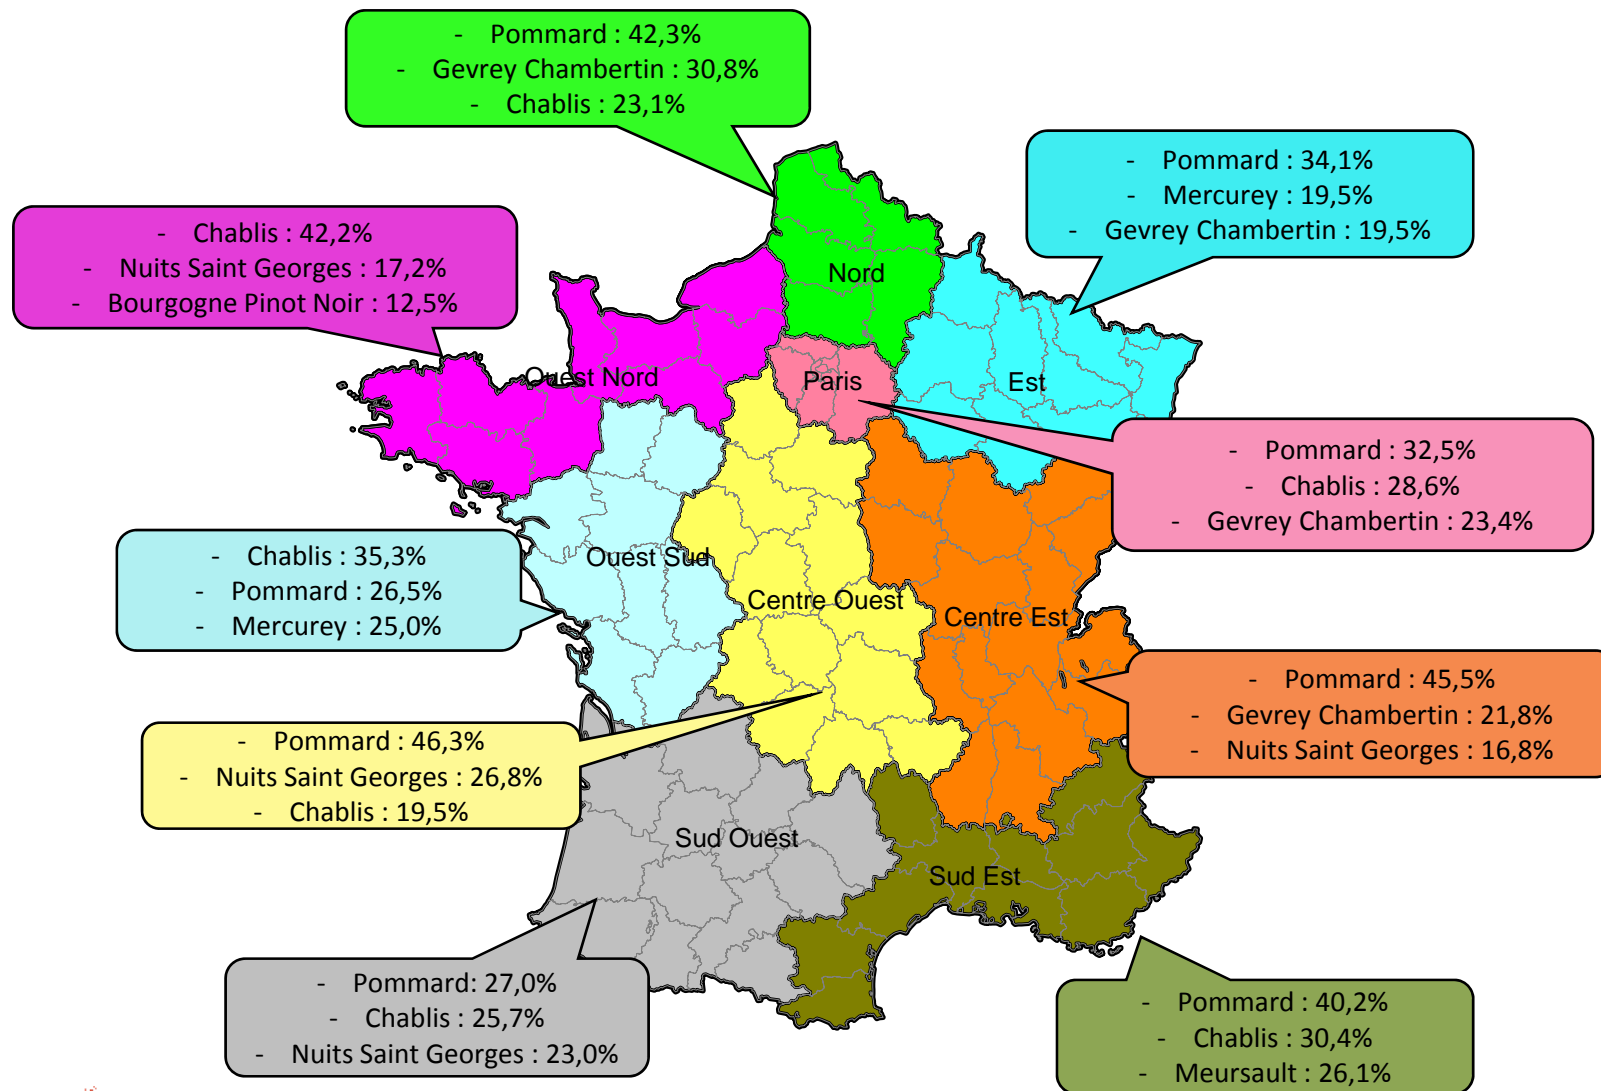 - Pommard : 42,3%
- Gevrey Chambertin : 30,8%
- Chablis : 23,1%
- Pommard : 34,1%
- Mercurey : 19,5%
- Gevrey Chambertin : 19,5%
- Chablis : 42,2%
- Nuits Saint Georges : 17,2%
- Bourgogne Pinot Noir : 12,5%
Nord
Ouest Nord
Paris
Est
- Pommard : 32,5%
- Chablis : 28,6%
- Gevrey Chambertin : 23,4%
- Chablis : 35,3%
- Pommard : 26,5%
- Mercurey : 25,0%
Ouest Sud
Centre Ouest
Centre Est
- Pommard : 45,5%
- Gevrey Chambertin : 21,8%
- Nuits Saint Georges : 16,8%
- Pommard : 46,3%
- Nuits Saint Georges : 26,8%
- Chablis : 19,5%
Sud Ouest
Sud Est
- Pommard: 27,0%
- Chablis : 25,7%
- Nuits Saint Georges : 23,0%
- Pommard : 40,2%
- Chablis : 30,4%
- Meursault : 26,1%